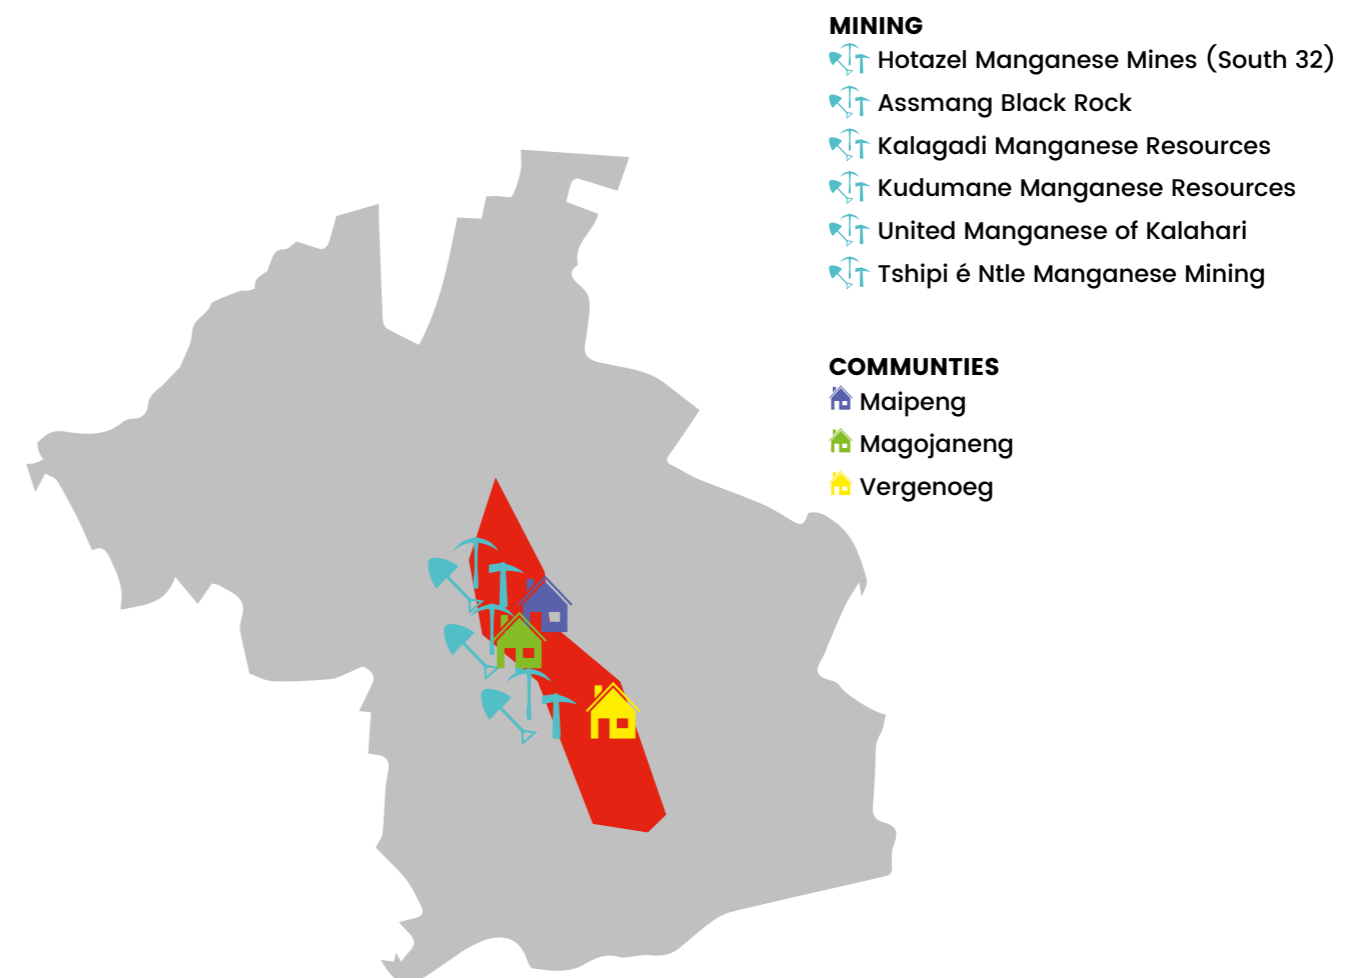 MINING
Hotazel Manganese Mines (South 32)
Assmang Black Rock
Kalagadi Manganese Resources
Kudumane Manganese Resources
United Manganese of Kalahari
Tshipi é Ntle Manganese Mining
COMMUNTIES
Maipeng
Magojaneng
Vergenoeg